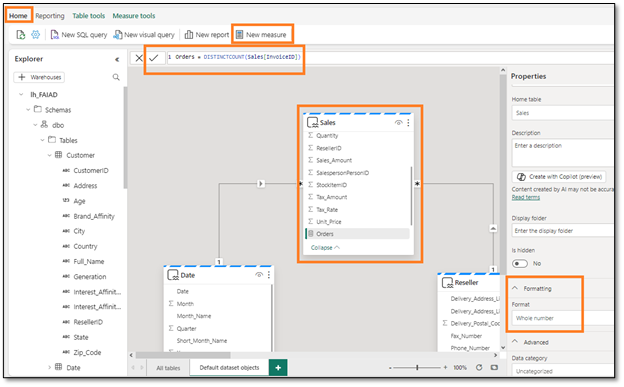 Home Reporting Table tools Measure tools
New SQL query New visual query New report New measure
Explorer
1 Orders = DISTINCTCOUNT(Sales[InvoiceID])
+ Warehouses
lh_FAIAD
Schemas
dbo
Tables
Customer
CustomerID
Address
Age
Brand_Affinity
City
Country
Full_Name
Generation
Interest_Affinit...
Interest_Affinit...
ResellerID
State
Zip_Code
Date
Sales
Quantity
ResellerID
Sales_Amount
SalespersonPersonID
StockItemID
Tax_Amount
Tax_Rate
Unit_Price
Orders
Collapse
1
1
Date
Date
Month
Month_Name
Quarter
Short_Month_Name
Reseller
Delivery_Address_Li
Delivery_Address_Li
Delivery_Postal_Cod
Fax_Number
Phone_Number
All tables Default dataset objects +
- + 100%
Properties
Home table
Sales
Description
Enter a description
Create with Copilot (preview)
Content created by AI may not be accura
Read terms
Display folder
Enter the display folder
Is hidden
No
Formatting
Format
Whole number
Advanced
Data category
Uncategorized